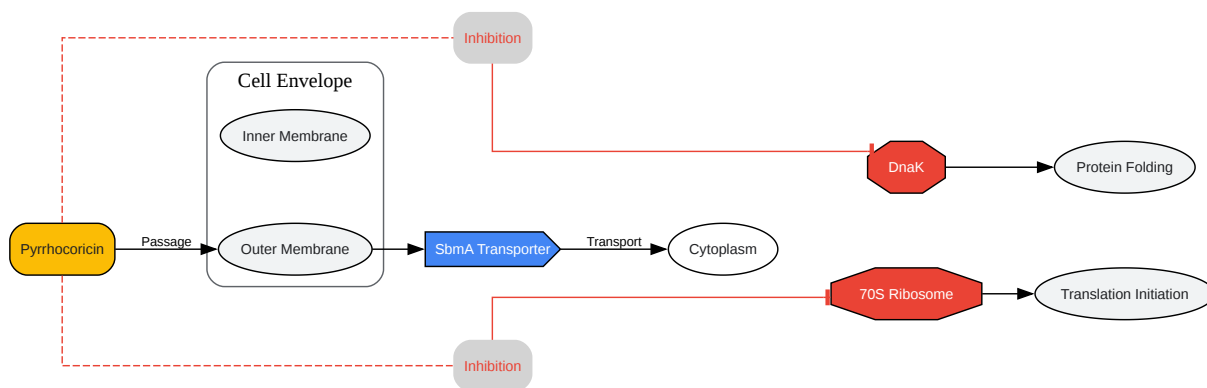 Inhibition
Cell Envelope
Inner Membrane
DnaK
Protein Folding
Pyrrhocoricin
Passage
Outer Membrane
SbmA Transporter
Transport
Cytoplasm
70S Ribosome
Translation Initiation
Inhibition